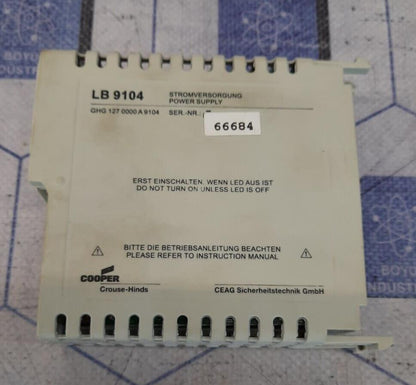 LB 9104
STROMVERSORGUNG
POWER SUPPLY
GHG 127 0000 A 9104 SER.-NR.
66684
ERST EINSCHALTEN, WENN LED AUS IST
DO NOT TURN ON UNLESS LED IS OFF
BITTE DIE BETRIEBSANLEITUNG BEACHTEN
PLEASE REFER TO INSTRUCTION MANUAL
COOPER
Crouse-Hinds CEAG Sicherheitstechnik GmbH